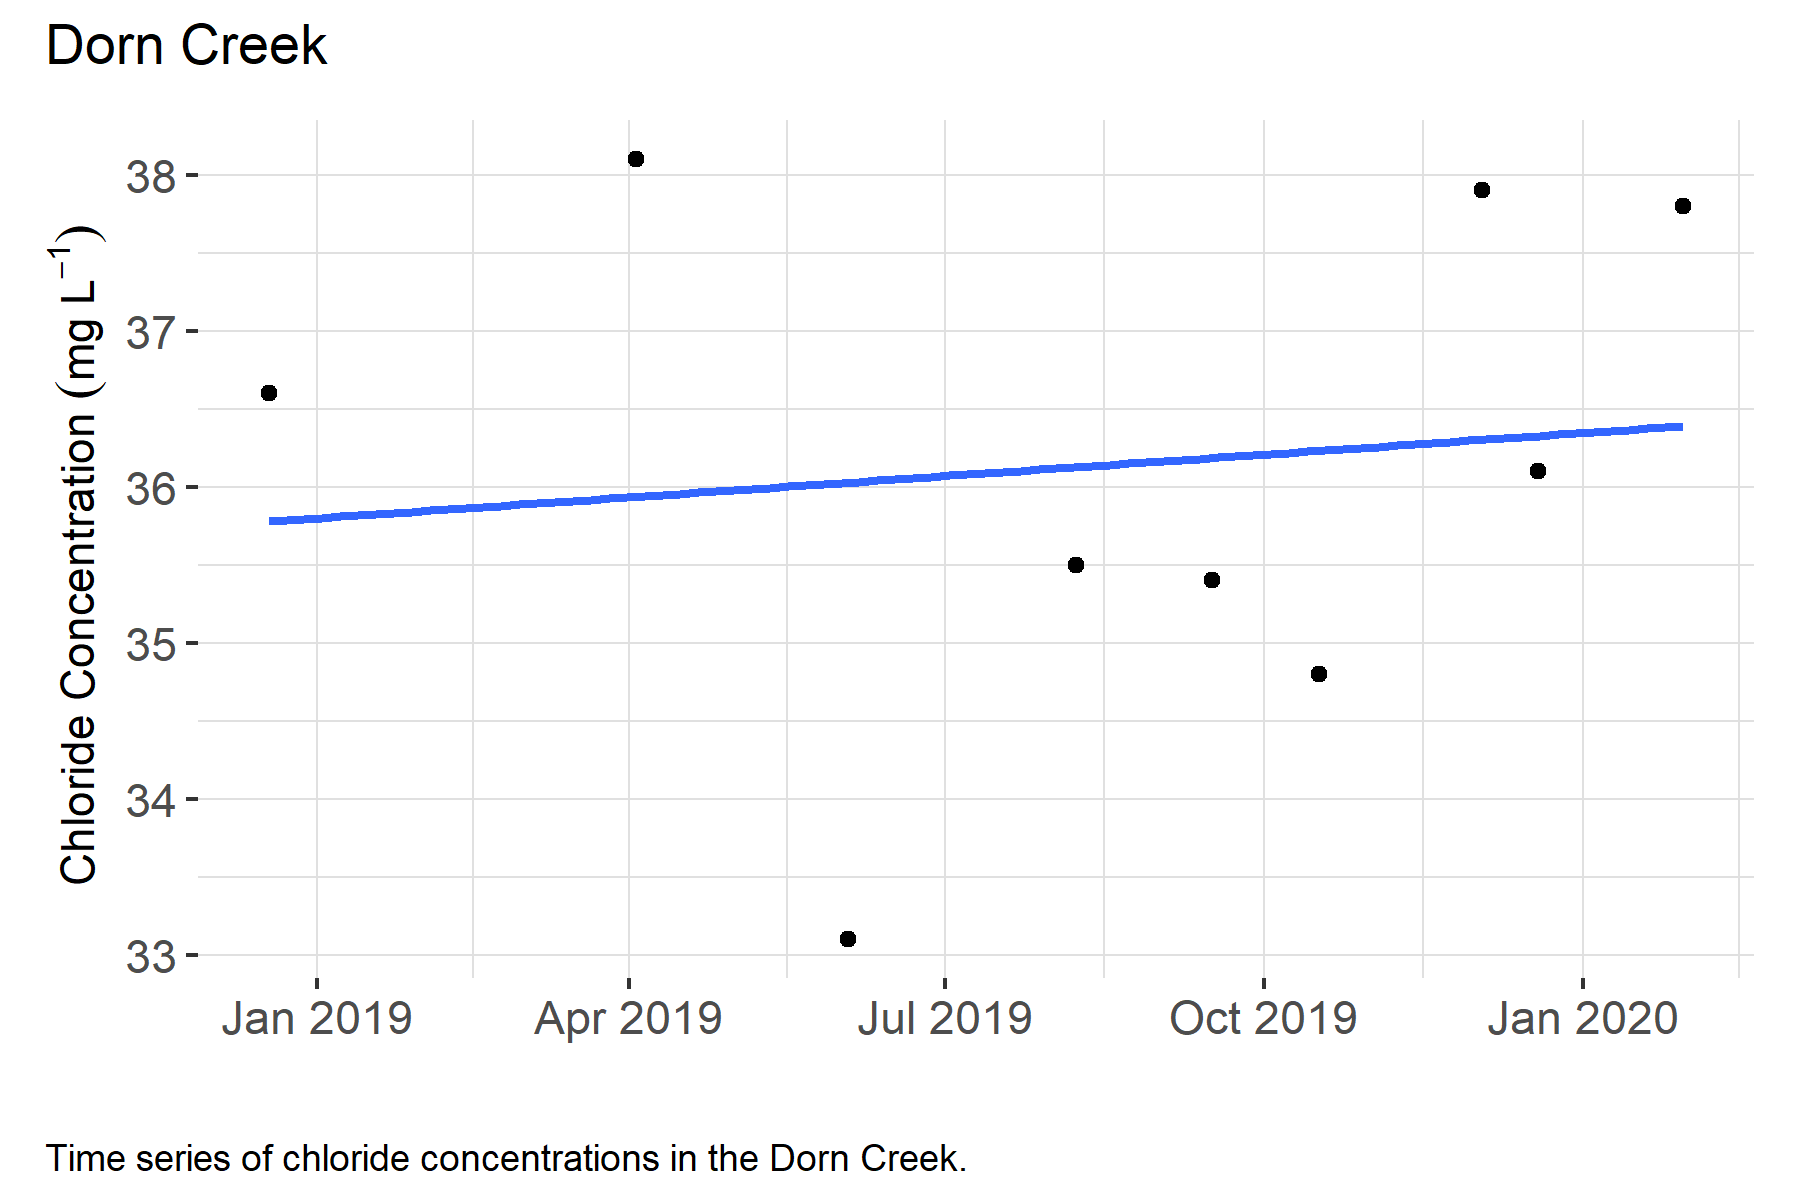 Dorn Creek
Chloride Concentration (mg L⁻¹)
38
37
36
35
34
33
Jan 2019 Apr 2019 Jul 2019 Oct 2019 Jan 2020
Time series of chloride concentrations in the Dorn Creek.